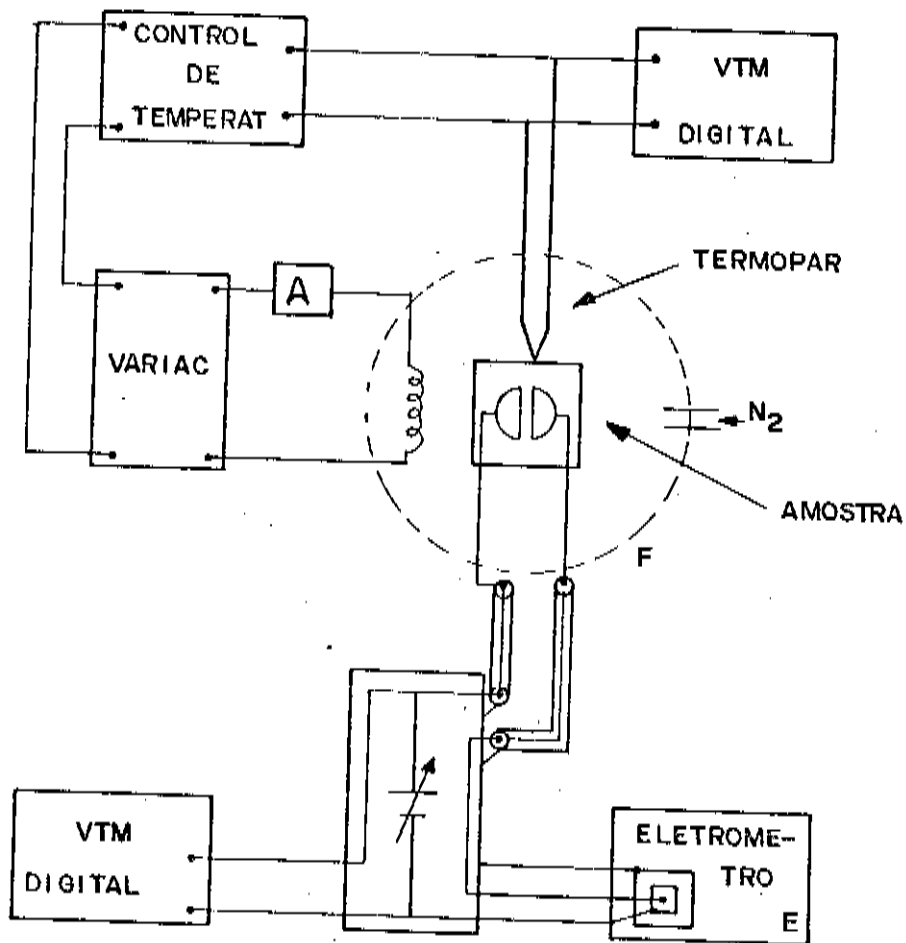 CONTROL
DE
TEMPERAT
VTM
DIGITAL
TERMOPAR
A
VARIAC
N2
AMOSTRA
F
VTM
DIGITAL
ELETROME-
TRO
E